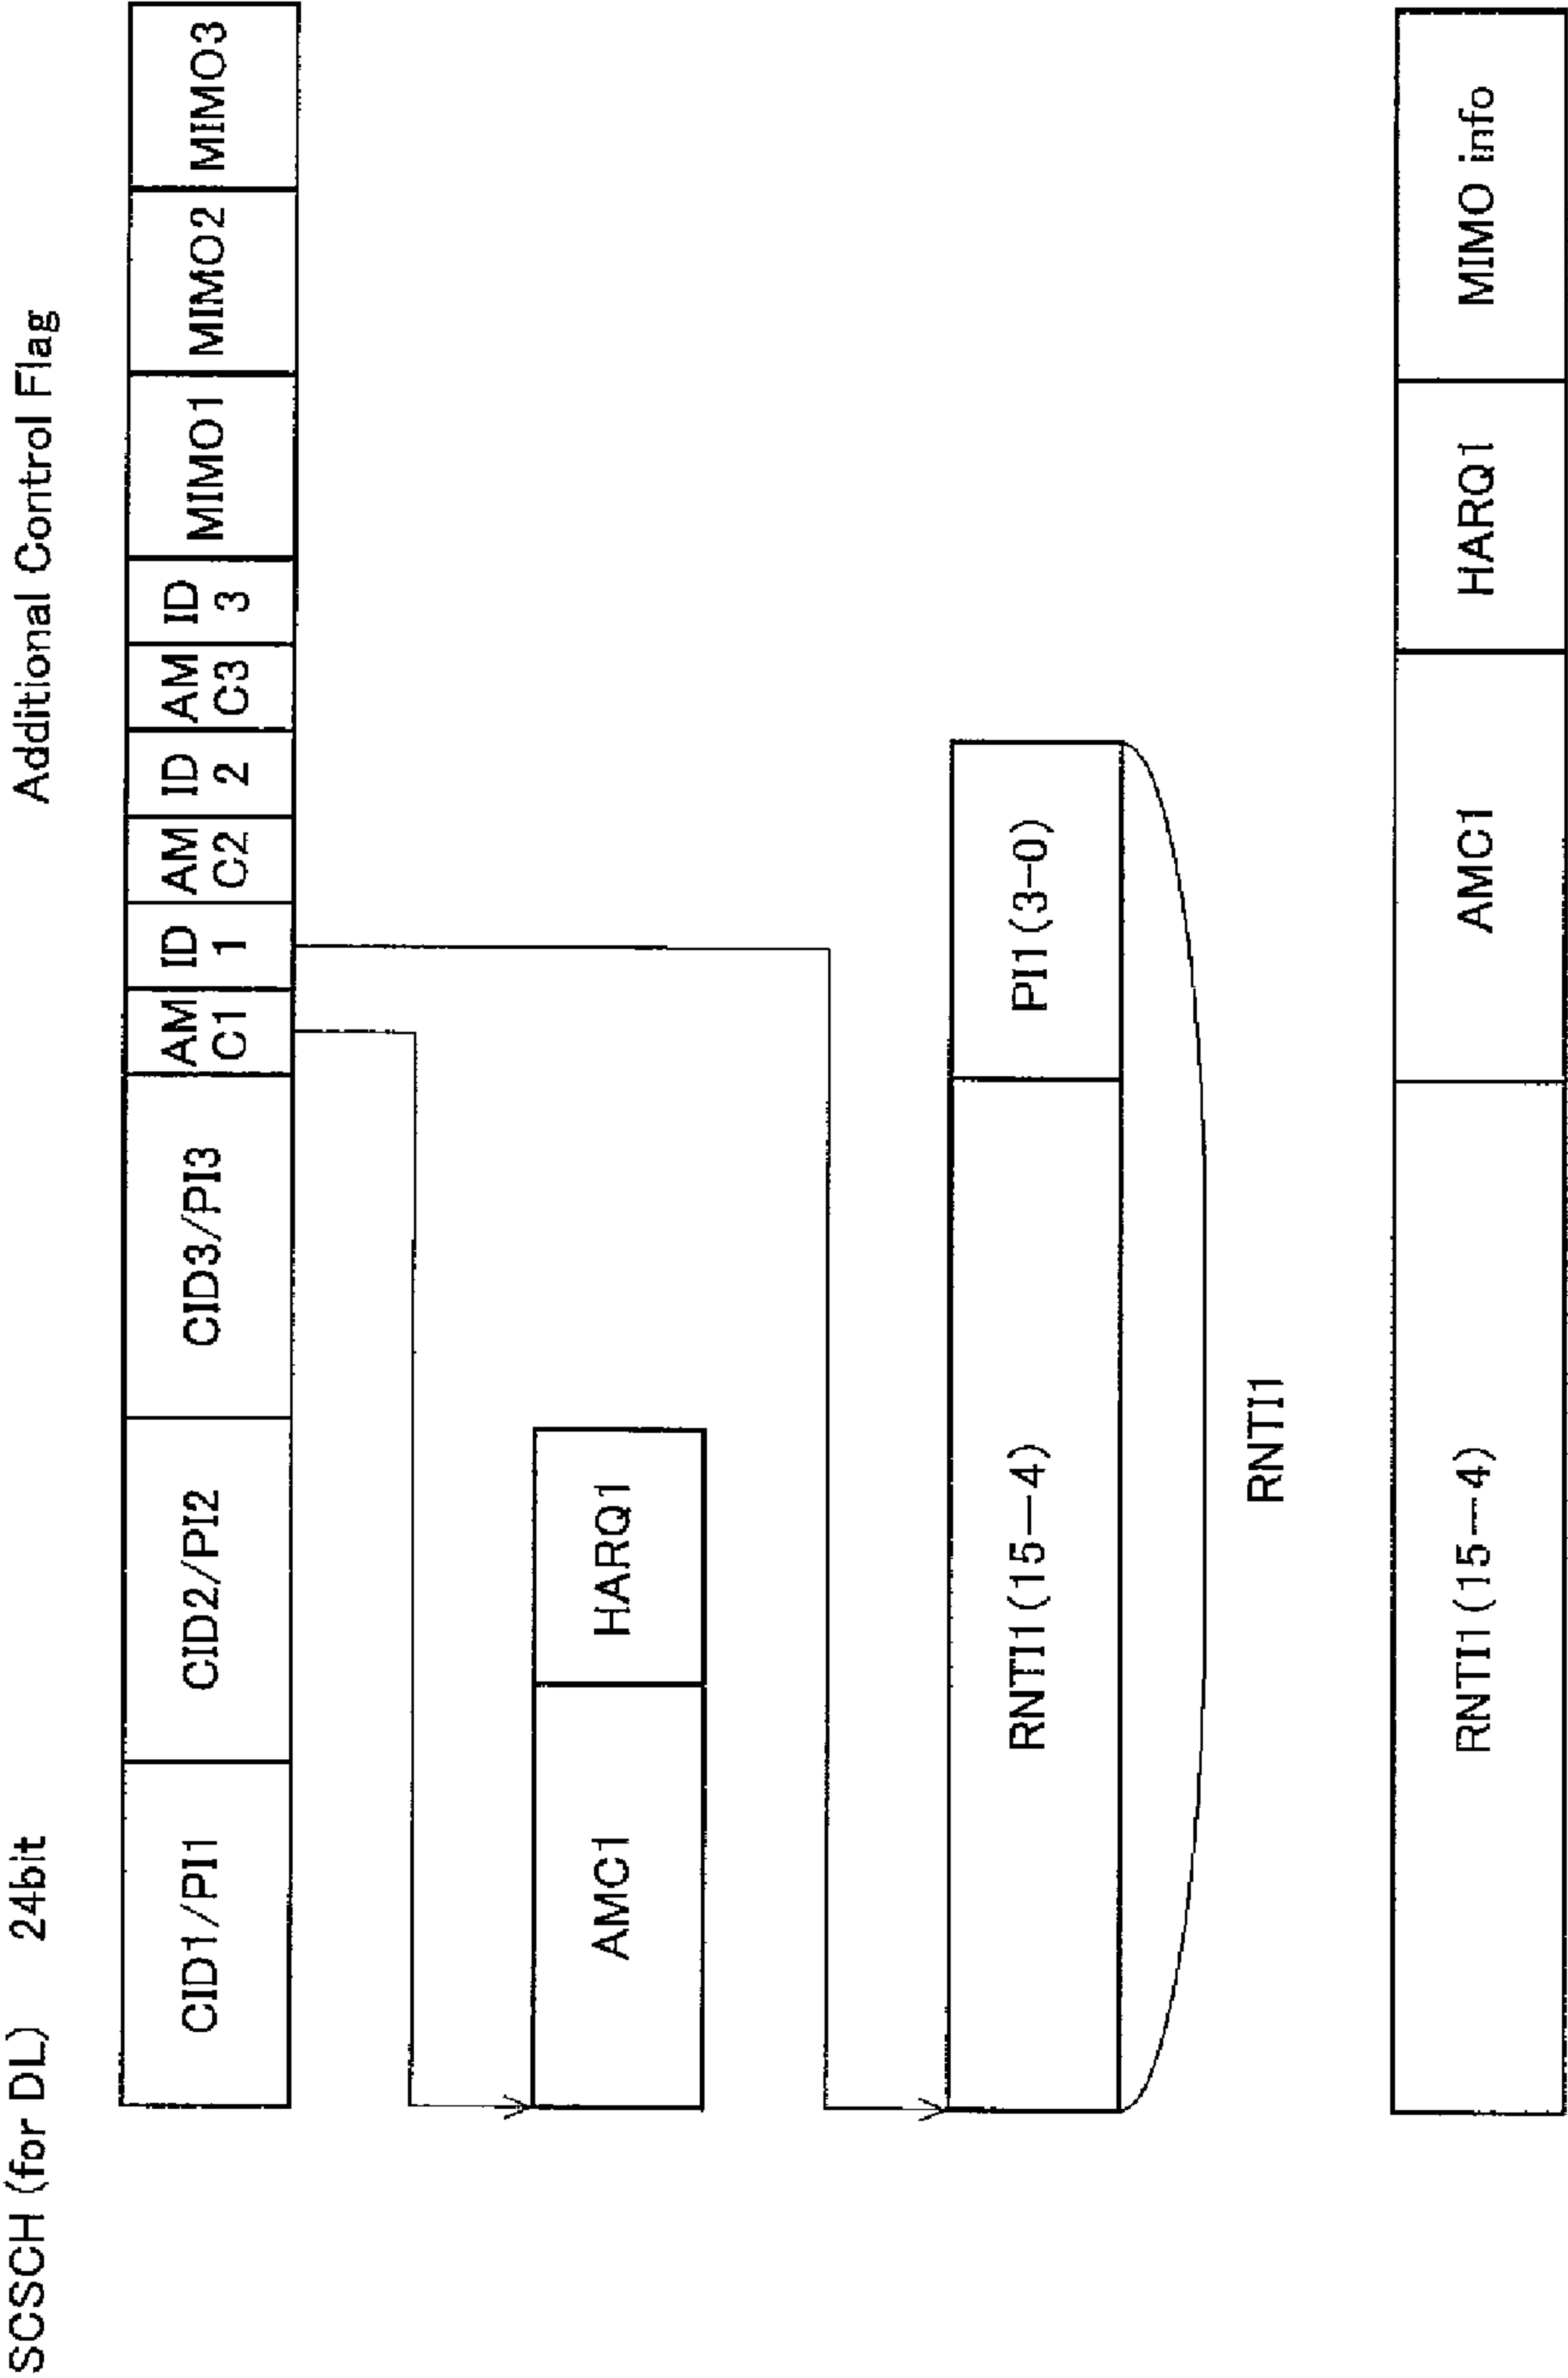 SCSCH (for DL) 24bit
Additional Control Flag
CID1/PI1
CID2/PI2
CID3/PI3
AM
C1
ID
1
AM
C2
ID
2
AM
C3
ID
3
MIMO1
MIMO2
MIMO3
AMC1
HARQ1
RNTI1(15—4)
PI1(3-0)
RNTI1
RNTI1(15—4)
AMC1
HARQ1
MIMO info